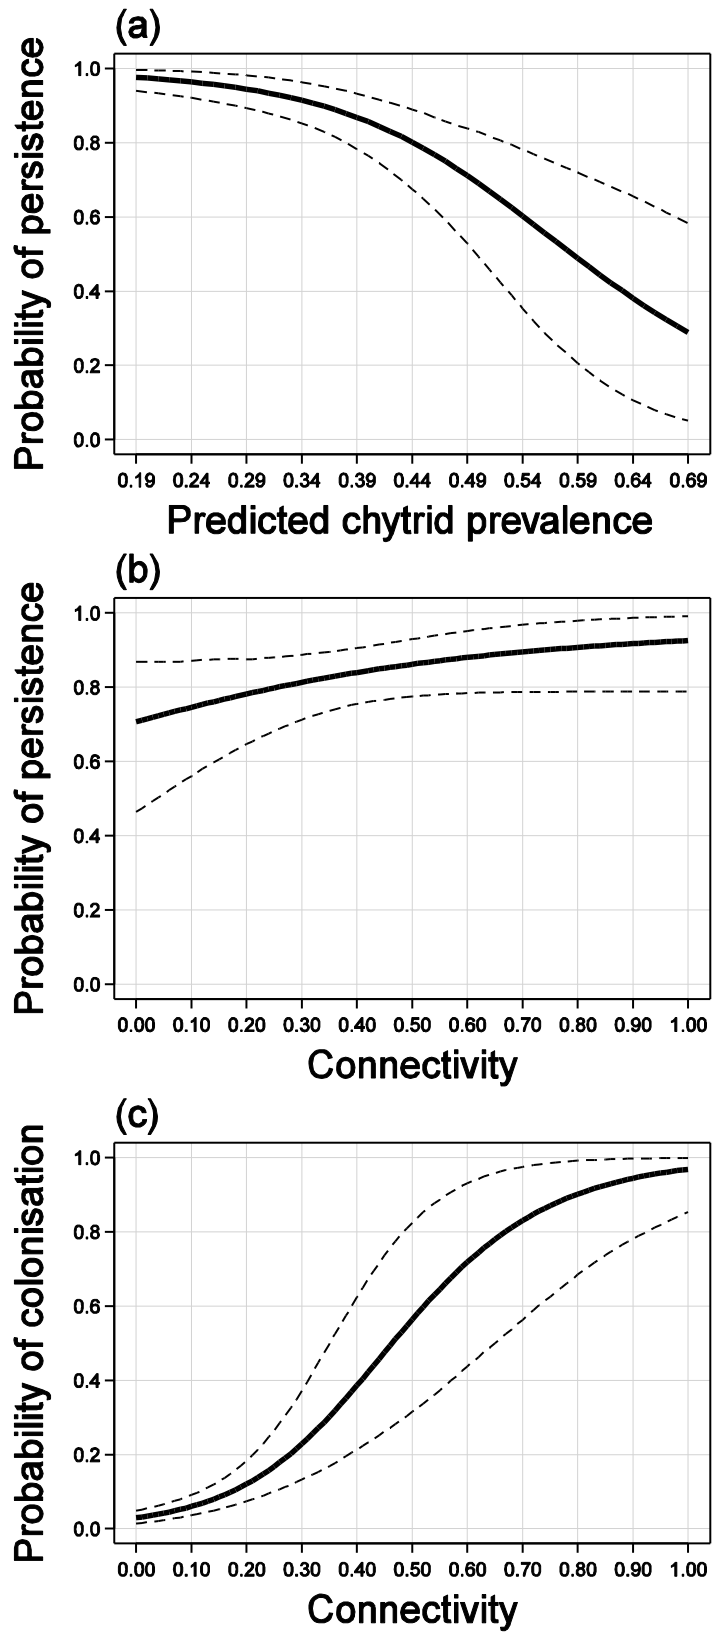 (a)
Probability of persistence
1.0
0.8
0.6
0.4
0.2
0.0
0.19 0.24 0.29 0.34 0.39 0.44 0.49 0.54 0.59 0.64 0.69
Predicted chytrid prevalence
(b)
Probability of persistence
1.0
0.8
0.6
0.4
0.2
0.0
0.00 0.10 0.20 0.30 0.40 0.50 0.60 0.70 0.80 0.90 1.00
Connectivity
(c)
Probability of colonisation
1.0
0.8
0.6
0.4
0.2
0.0
0.00 0.10 0.20 0.30 0.40 0.50 0.60 0.70 0.80 0.90 1.00
Connectivity